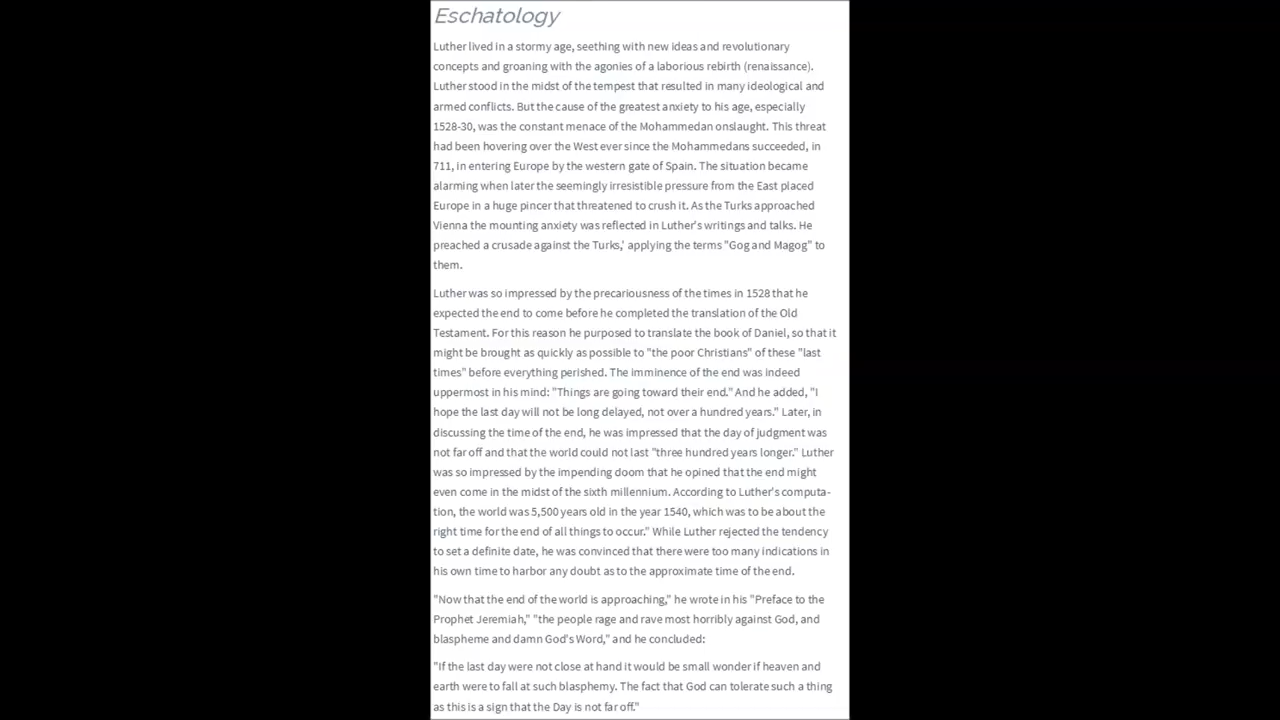 Eschatology
Luther lived in a stormy age, seething with new ideas and revolutionary
concepts and groaning with the agonies of a laborious rebirth (renaissance).
Luther stood in the midst of the tempest that resulted in many ideological and
armed conflicts. But the cause of the greatest anxiety to his age, especially
1528-30, was the constant menace of the Mohammedan onslaught. This threat
had been hovering over the West ever since the Mohammedans succeeded, in
711, in entering Europe by the western gate of Spain. The situation became
alarming when later the seemingly irresistible pressure from the East placed
Europe in a huge pincer that threatened to crush it. As the Turks approached
Vienna the mounting anxiety was reflected in Luther's writings and talks. He
preached a crusade against the Turks,' applying the terms "Gog and Magog" to
them.
Luther was so impressed by the precariousness of the times in 1528 that he
expected the end to come before he completed the translation of the Old
Testament. For this reason he purposed to translate the book of Daniel, so that it
might be brought as quickly as possible to "the poor Christians" of these "last
times" before everything perished. The imminence of the end was indeed
uppermost in his mind: "Things are going toward their end." And he added, "I
hope the last day will not be long delayed, not over a hundred years." Later, in
discussing the time of the end, he was impressed that the day of judgment was
not far off and that the world could not last "three hundred years longer." Luther
was so impressed by the impending doom that he opined that the end might
even come in the midst of the sixth millennium. According to Luther's computa-
tion, the world was 5,500 years old in the year 1540, which was to be about the
right time for the end of all things to occur." While Luther rejected the tendency
to set a definite date, he was convinced that there were too many indications in
his own time to harbor any doubt as to the approximate time of the end.
"Now that the end of the world is approaching," he wrote in his "Preface to the
Prophet Jeremiah," "the people rage and rave most horribly against God, and
blaspheme and damn God's Word," and he concluded:
"If the last day were not close at hand it would be small wonder if heaven and
earth were to fall at such blasphemy. The fact that God can tolerate such a thing
as this is a sign that the Day is not far off."